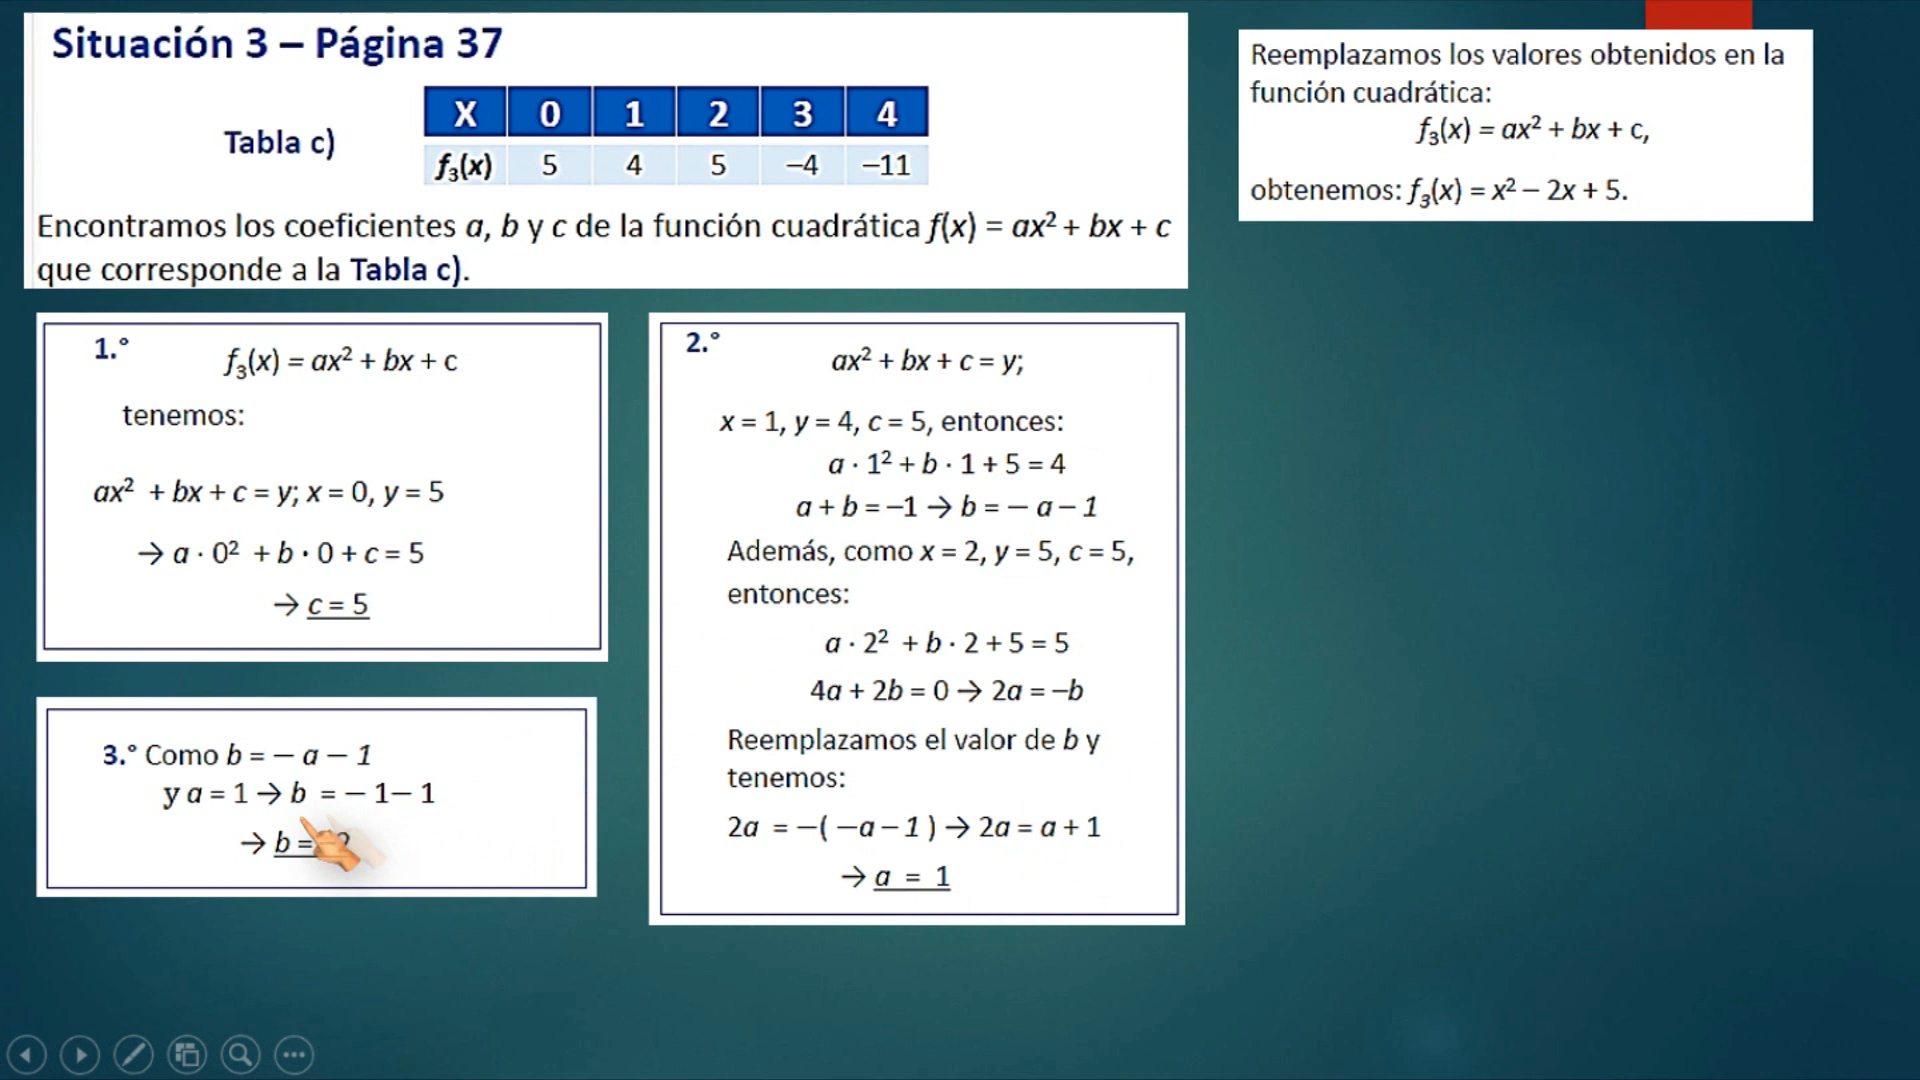 Situación 3 – Página 37
Tabla c)
X 0 1 2 3 4
f₃(x) 5 4 5 –4 –11
Encontramos los coeficientes a, b y c de la función cuadrática f(x) = ax² + bx + c
que corresponde a la Tabla c).
1.° f₃(x) = ax² + bx + c
tenemos:
ax² + bx + c = y; x = 0, y = 5
→ a · 0² + b · 0 + c = 5
→ c = 5
2.°
ax² + bx + c = y;
x = 1, y = 4, c = 5, entonces:
a · 1² + b · 1 + 5 = 4
a + b = –1 → b = – a – 1
Además, como x = 2, y = 5, c = 5,
entonces:
a · 2² + b · 2 + 5 = 5
4a + 2b = 0 → 2a = –b
Reemplazamos el valor de b y
tenemos:
2a = –( –a – 1 ) → 2a = a + 1
→ a = 1
3.° Como b = – a – 1
y a = 1 → b = – 1– 1
→ b =
Reemplazamos los valores obtenidos en la
función cuadrática:
f₃(x) = ax² + bx + c,
obtenemos: f₃(x) = x² – 2x + 5.